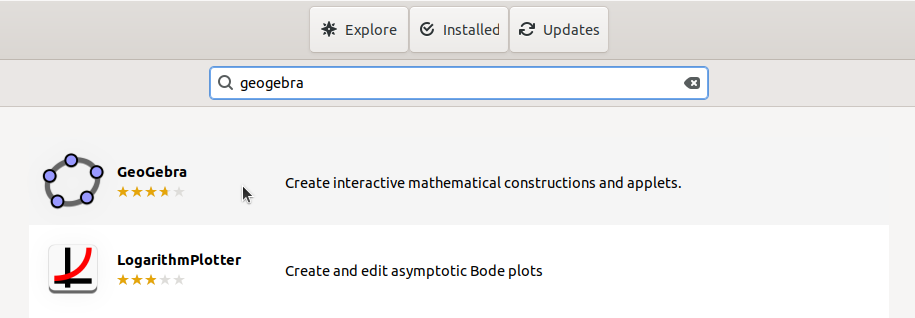 Explore Installed Updates
geogebra
GeoGebra
Create interactive mathematical constructions and applets.
LogarithmPlotter
Create and edit asymptotic Bode plots